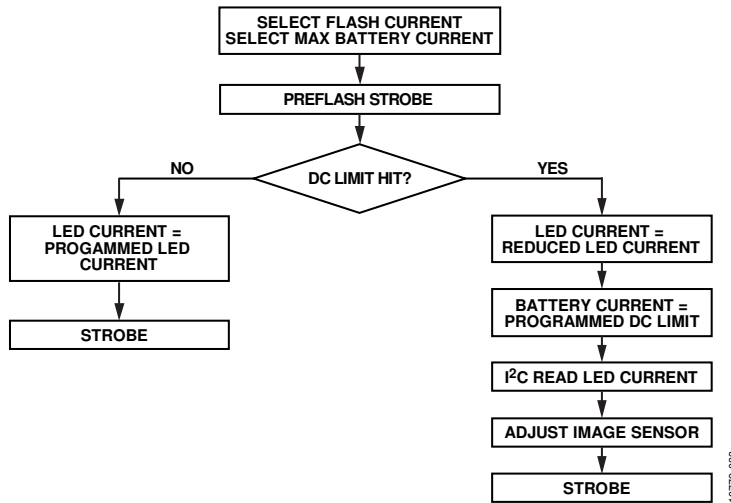 SELECT FLASH CURRENT
SELECT MAX BATTERY CURRENT
PREFLASH STROBE
DC LIMIT HIT?
NO
YES
LED CURRENT =
PROGAMMED LED
CURRENT
STROBE
LED CURRENT =
REDUCED LED CURRENT
BATTERY CURRENT =
PROGRAMMED DC LIMIT
I²C READ LED CURRENT
ADJUST IMAGE SENSOR
STROBE